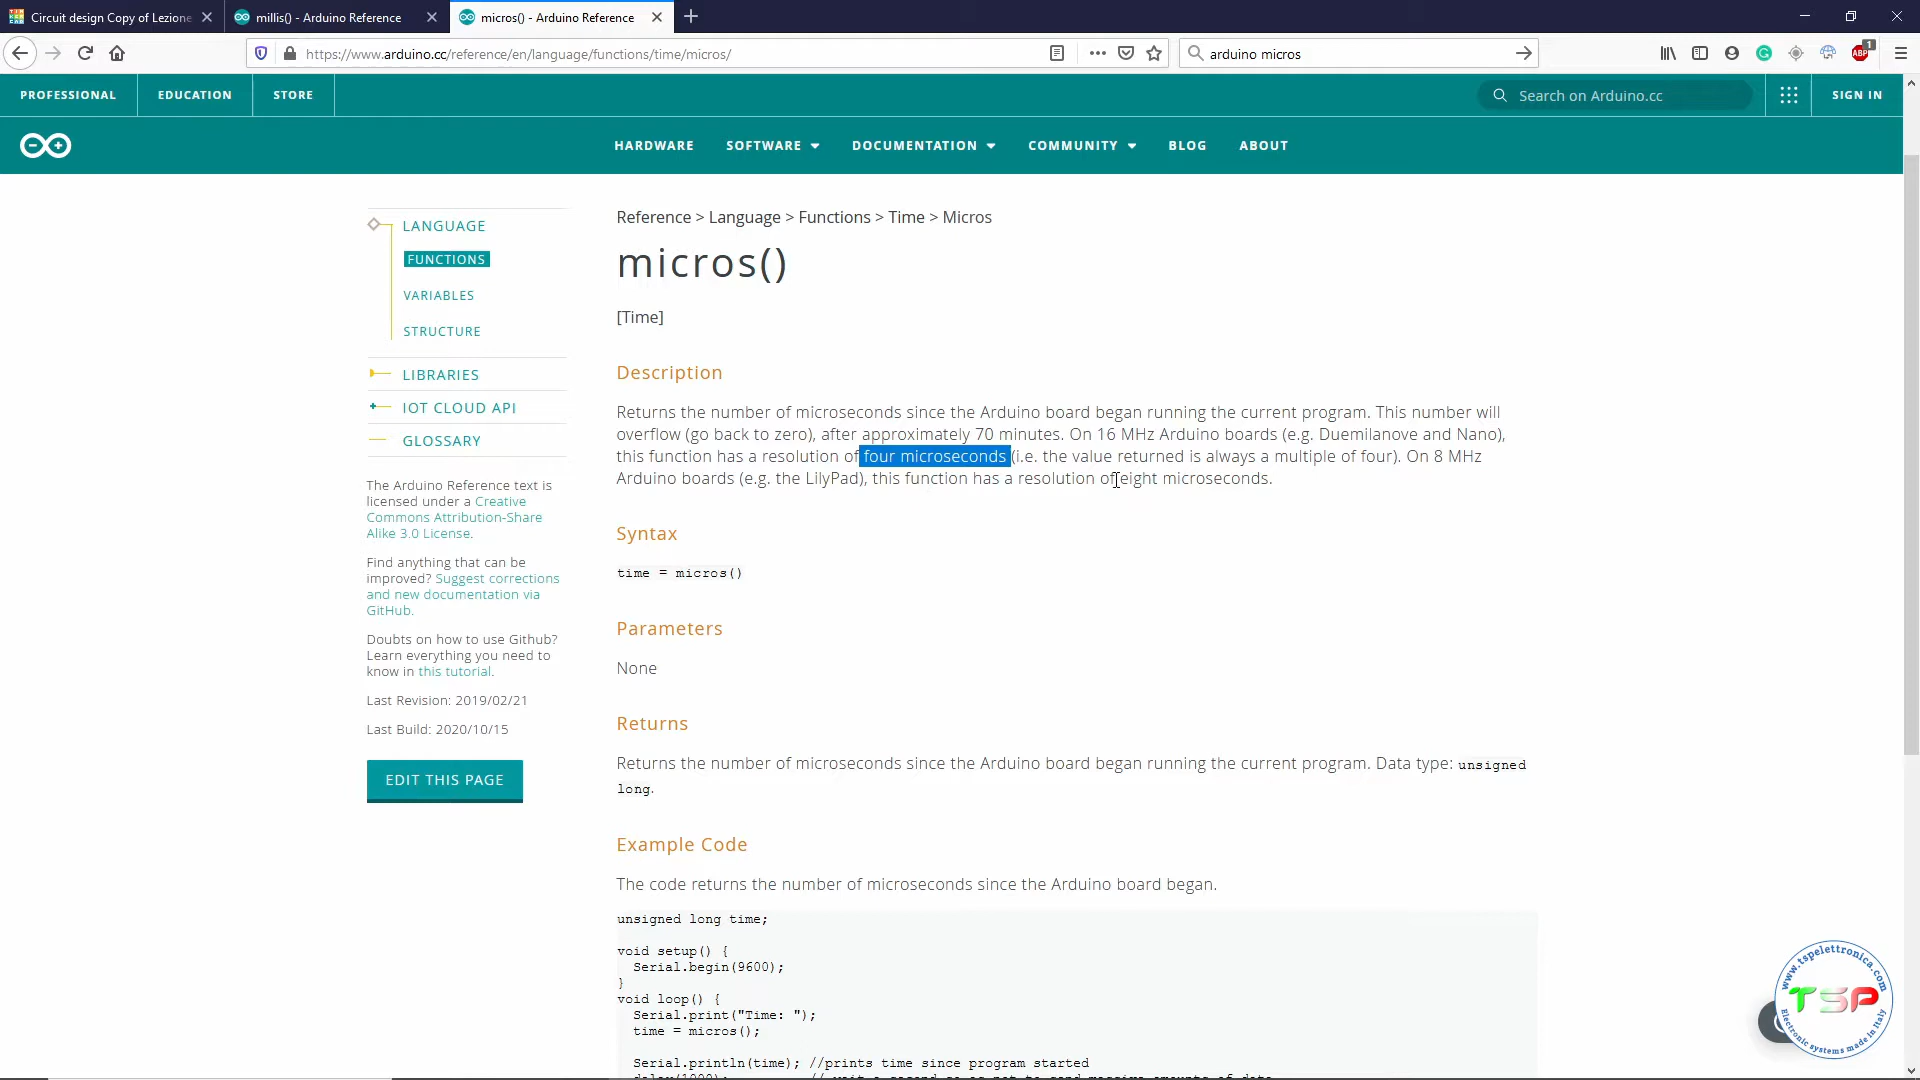 Circuit design Copy of Lezione
millis() - Arduino Reference
micros() - Arduino Reference
https://www.arduino.cc/reference/en/language/functions/time/micros/
arduino micros
ABP
1
PROFESSIONAL
EDUCATION
STORE
Search on Arduino.cc
SIGN IN
HARDWARE
SOFTWARE
DOCUMENTATION
COMMUNITY
BLOG
ABOUT
LANGUAGE
FUNCTIONS
VARIABLES
STRUCTURE
LIBRARIES
IOT CLOUD API
GLOSSARY
The Arduino Reference text is
licensed under a Creative
Commons Attribution-Share
Alike 3.0 License.
Find anything that can be
improved? Suggest corrections
and new documentation via
GitHub.
Doubts on how to use Github?
Learn everything you need to
know in this tutorial.
Last Revision: 2019/02/21
Last Build: 2020/10/15
EDIT THIS PAGE
Reference > Language > Functions > Time > Micros
micros()
[Time]
Description
Returns the number of microseconds since the Arduino board began running the current program. This number will
overflow (go back to zero), after approximately 70 minutes. On 16 MHz Arduino boards (e.g. Duemilanove and Nano),
this function has a resolution of four microseconds (i.e. the value returned is always a multiple of four). On 8 MHz
Arduino boards (e.g. the LilyPad), this function has a resolution of eight microseconds.
Syntax
time = micros()
Parameters
None
Returns
Returns the number of microseconds since the Arduino board began running the current program. Data type: unsigned
long.
Example Code
The code returns the number of microseconds since the Arduino board began.
unsigned long time;
void setup() {
Serial.begin(9600);
}
void loop() {
Serial.print("Time: ");
time = micros();
Serial.println(time); //prints time since program started
www.tspelettronica.com
TSP
Electronic systems made in Italy